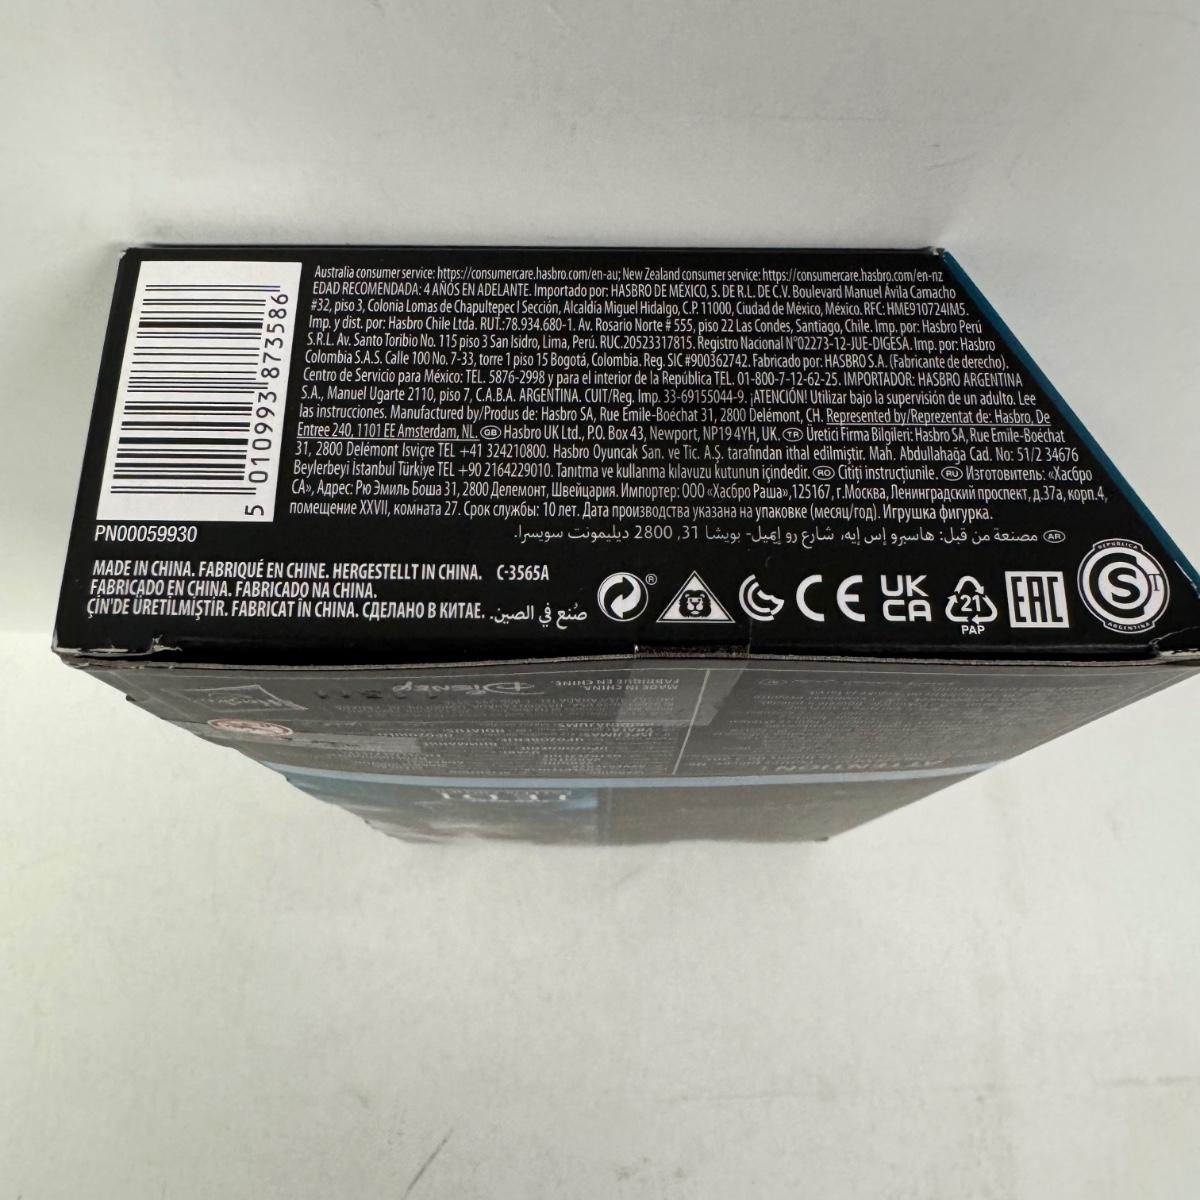 Australia consumer service: https://consumercare.hasbro.com/en-au; New Zealand consumer service: https://consumercare.hasbro.com/en-nz
EDAD RECOMENDADA: 4 AÑOS EN ADELANTE. Importado por: HASBRO DE MÉXICO, S. DE R.L. DE C.V. Boulevard Manuel Ávila Camacho
#32, piso 3, Colonia Lomas de Chapultepec I Sección, Alcaldía Miguel Hidalgo, C.P. 11000, Ciudad de México, México. RFC: HME910724IM5.
Imp. y dist. por: Hasbro Chile Ltda. RUT.:78.934.680-1. Av. Rosario Norte # 555, piso 22 Las Condes, Santiago, Chile. Imp. por: Hasbro Perú
S.R.L. Av. Santo Toribio No. 115 piso 3 San Isidro, Lima, Perú. RUC.20523317815. Registro Nacional N°02273-12-JUE-DIGESA. Imp. por: Hasbro
Colombia S.A.S. Calle 100 No. 7-33, torre 1 piso 15 Bogotá, Colombia. Reg. SIC #900362742. Fabricado por: HASBRO S.A. (Fabricante de derecho).
Centro de Servicio para México: TEL. 5876-2998 y para el interior de la República TEL. 01-800-7-12-62-25. IMPORTADOR: HASBRO ARGENTINA
S.A., Manuel Ugarte 2110, piso 7, C.A.B.A. ARGENTINA. CUIT/Reg. Imp. 33-69155044-9. ¡ATENCIÓN! Utilizar bajo la supervisión de un adulto. Lee
las instrucciones. Manufactured by/Produs de: Hasbro SA, Rue Emile-Boéchat 31, 2800 Delémont, CH. Represented by/Reprezentat de: Hasbro, De
Entree 240, 1101 EE Amsterdam, NL. GB Hasbro UK Ltd., P.O. Box 43, Newport, NP19 4YH, UK. TR Üretici Firma Bilgileri: Hasbro SA, Rue Emile-Boéchat
31, 2800 Delémont İsviçre TEL +41 324210800. Hasbro Oyuncak San. ve Tic. A.Ş. tarafından ithal edilmiştir. Mah. Abdullahağa Cad. No: 51/2 34676
Beylerbeyi İstanbul Türkiye TEL +90 2164229010. Tanıtma ve kullanma kılavuzu kutunun içindedir. RO Citiți instrucțiunile. RU Изготовитель: «Хасбро
СА», Адрес: Рю Эмиль Боша 31, 2800 Делемонт, Швейцария. Импортер: ООО «Хасбро Раша», 125167, г.Москва, Ленинградский проспект, д.37а, корп.4,
помещение XXVII, комната 27. Срок службы: 10 лет. Дата производства указана на упаковке (месяц/год). Игрушка фигурка.
AR مصنعة من قبل: هاسبرو إس إيه، شارع رو إميل- بويشا 31, 2800 ديليمونت سويسرا.
5 010993 873586
PN00059930
MADE IN CHINA. FABRIQUÉ EN CHINE. HERGESTELLT IN CHINA. C-3565A
FABRICADO EN CHINA. FABRICADO NA CHINA.
ÇİN'DE ÜRETİLMİŞTİR. FABRICAT ÎN CHINA. СДЕЛАНО В КИТАЕ. صُنع في الصين.
CE
UK
CA
21
PAP
EAC
REPUBLICA
S T
ARGENTINA
MADE IN CHINA
FABRIQUÉ EN CHINE
Disney